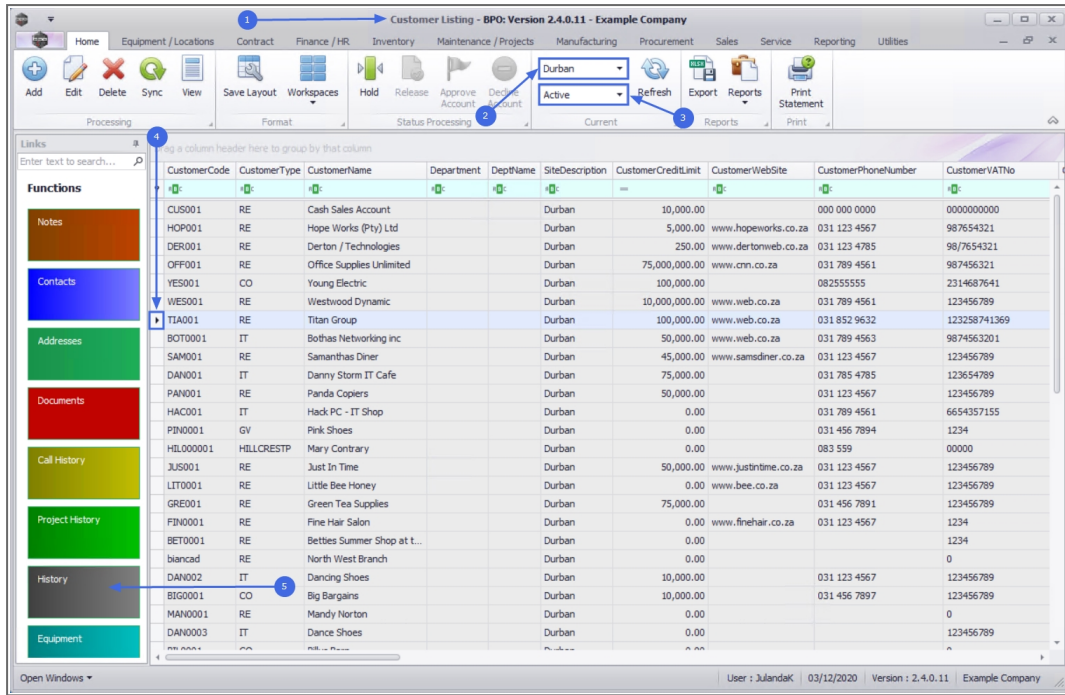 1
Customer Listing - BPO: Version 2.4.0.11 - Example Company
Home Equipment / Locations Contract Finance / HR Inventory Maintenance / Projects Manufacturing Procurement Sales Service Reporting Utilities
Add Edit Delete Sync View Save Layout Workspaces Hold Release Approve Account Decline Account Durban Active Refresh Export Reports Print Statement
2 3
Processing Format Status Processing Current Reports Print
4
Links
Drag a column header here to group by that column
Enter text to search...
CustomerCode CustomerType CustomerName Department DeptName SiteDescription CustomerCreditLimit CustomerWebSite CustomerPhoneNumber CustomerVATNo
Functions
CUS001 RE Cash Sales Account Durban 10,000.00 000 000 0000 0000000000
Notes
HOP001 RE Hope Works (Pty) Ltd Durban 5,000.00 www.hopeworks.co.za 031 123 4567 987654321
DER001 RE Derton / Technologies Durban 250.00 www.dertonweb.co.za 031 123 4785 98/7654321
OFF001 RE Office Supplies Unlimited Durban 75,000,000.00 www.cnn.co.za 031 789 4561 987456321
Contacts
YES001 CO Young Electric Durban 100,000.00 082555555 2314687641
WES001 RE Westwood Dynamic Durban 10,000,000.00 www.web.co.za 031 789 4561 123456789
TIA001 RE Titan Group Durban 100,000.00 www.web.co.za 031 852 9632 123258741369
Addresses
BOT0001 IT Bothas Networking inc Durban 50,000.00 www.web.co.za 031 789 4563 9874563201
SAM001 RE Samanthas Diner Durban 45,000.00 www.samsdiner.co.za 031 123 4567 123456789
DAN001 IT Danny Storm IT Cafe Durban 75,000.00 031 785 4785 123654789
PAN001 RE Panda Copiers Durban 50,000.00 031 123 4567 123456789
Documents
HAC001 IT Hack PC - IT Shop Durban 0.00 031 789 4561 6654357155
PIN0001 GV Pink Shoes Durban 0.00 031 456 7894 1234
HIL000001 HILLCRESTP Mary Contrary Durban 0.00 083 559 00000
Call History
JUS001 RE Just In Time Durban 50,000.00 www.justintime.co.za 031 123 4567 123456789
LIT0001 RE Little Bee Honey Durban 0.00 www.bee.co.za 031 123 4567 123456789
GRE001 RE Green Tea Supplies Durban 75,000.00 031 456 7891 123456789
Project History
FIN0001 RE Fine Hair Salon Durban 0.00 www.finehair.co.za 031 123 4567 1234
BET0001 RE Betties Summer Shop at t... Durban 0.00 1234
biancad RE North West Branch Durban 0.00 0
History
DAN002 IT Dancing Shoes Durban 10,000.00 031 123 4567 123456789
5
BIG0001 CO Big Bargains Durban 10,000.00 031 456 7897 123456789
MAN0001 RE Mandy Norton Durban 0.00 0
Equipment
DAN0003 IT Dance Shoes Durban 0.00 123456789
Open Windows User : JulandaK 03/12/2020 Version : 2.4.0.11 Example Company